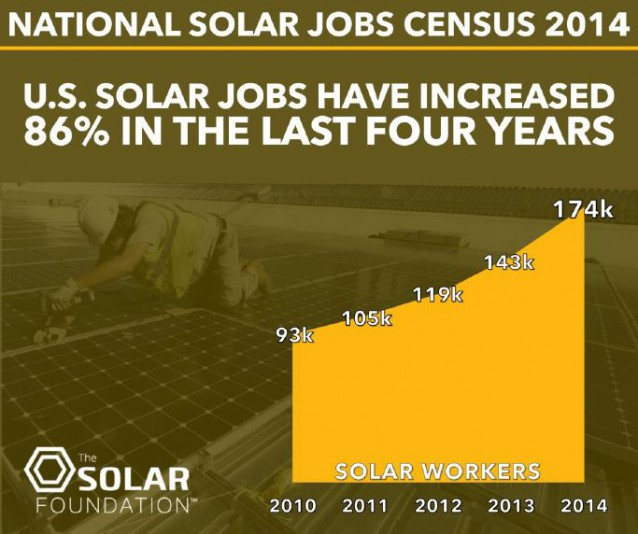 NATIONAL SOLAR JOBS CENSUS 2014
U.S. SOLAR JOBS HAVE INCREASED
86% IN THE LAST FOUR YEARS
174k
143k
119k
105k
93k
SOLAR WORKERS
The
SOLAR
FOUNDATION™
2010 2011 2012 2013 2014